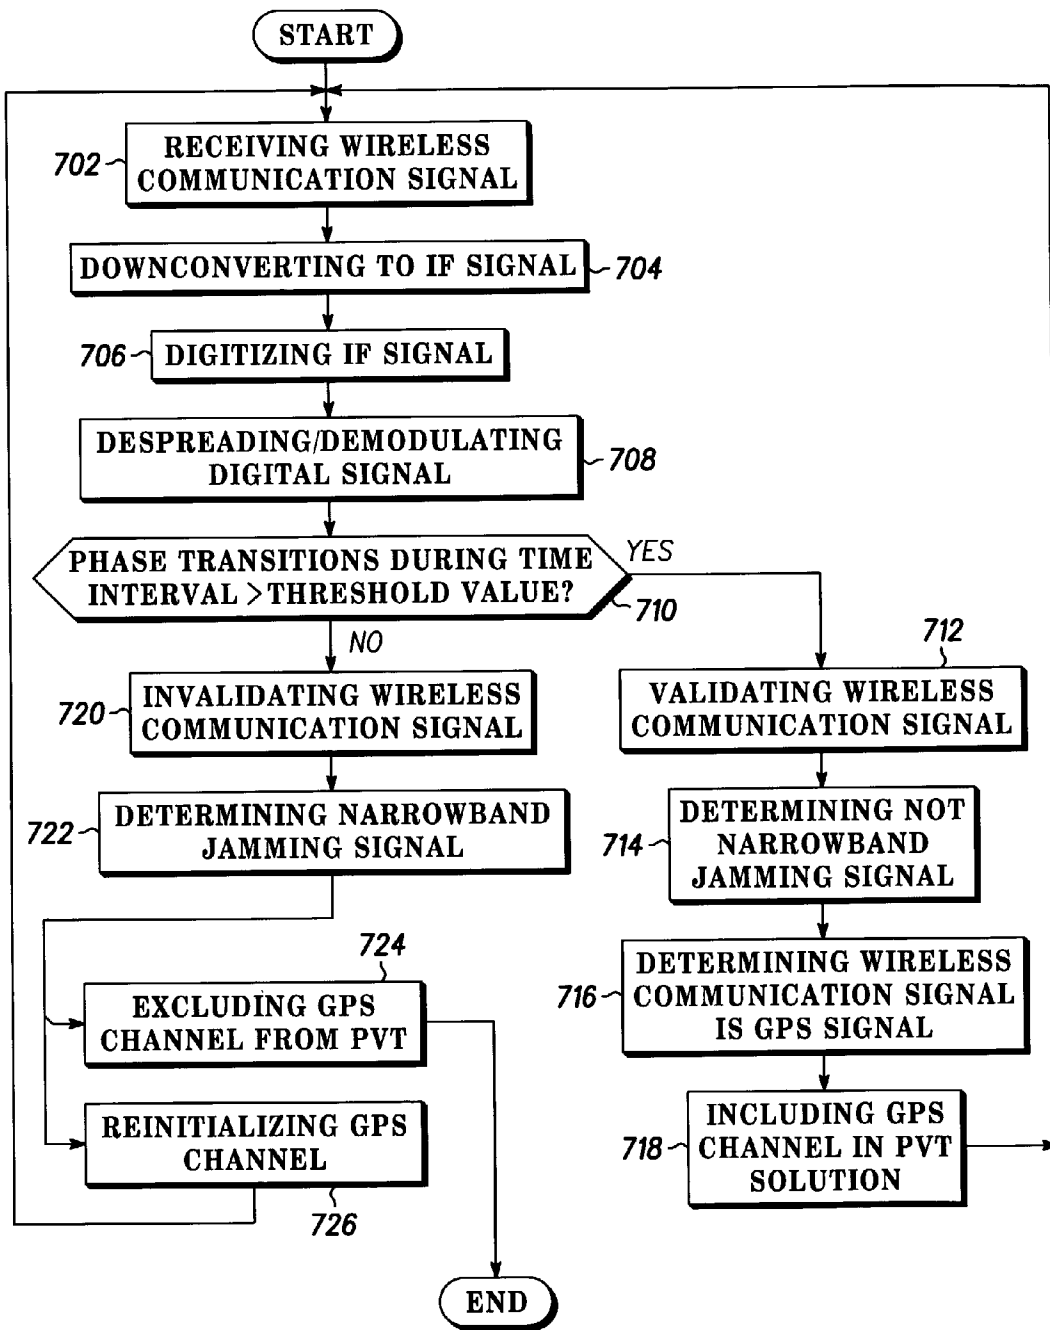 START
702
RECEIVING WIRELESS
COMMUNICATION SIGNAL
DOWNCONVERTING TO IF SIGNAL
704
706
DIGITIZING IF SIGNAL
DESPREADING/DEMODULATING
DIGITAL SIGNAL
708
PHASE TRANSITIONS DURING TIME
INTERVAL > THRESHOLD VALUE?
710
YES
NO
720
INVALIDATING WIRELESS
COMMUNICATION SIGNAL
722
DETERMINING NARROWBAND
JAMMING SIGNAL
724
EXCLUDING GPS
CHANNEL FROM PVT
REINITIALIZING GPS
CHANNEL
726
712
VALIDATING WIRELESS
COMMUNICATION SIGNAL
714
DETERMINING NOT
NARROWBAND
JAMMING SIGNAL
716
DETERMINING WIRELESS
COMMUNICATION SIGNAL
IS GPS SIGNAL
718
INCLUDING GPS
CHANNEL IN PVT
SOLUTION
END